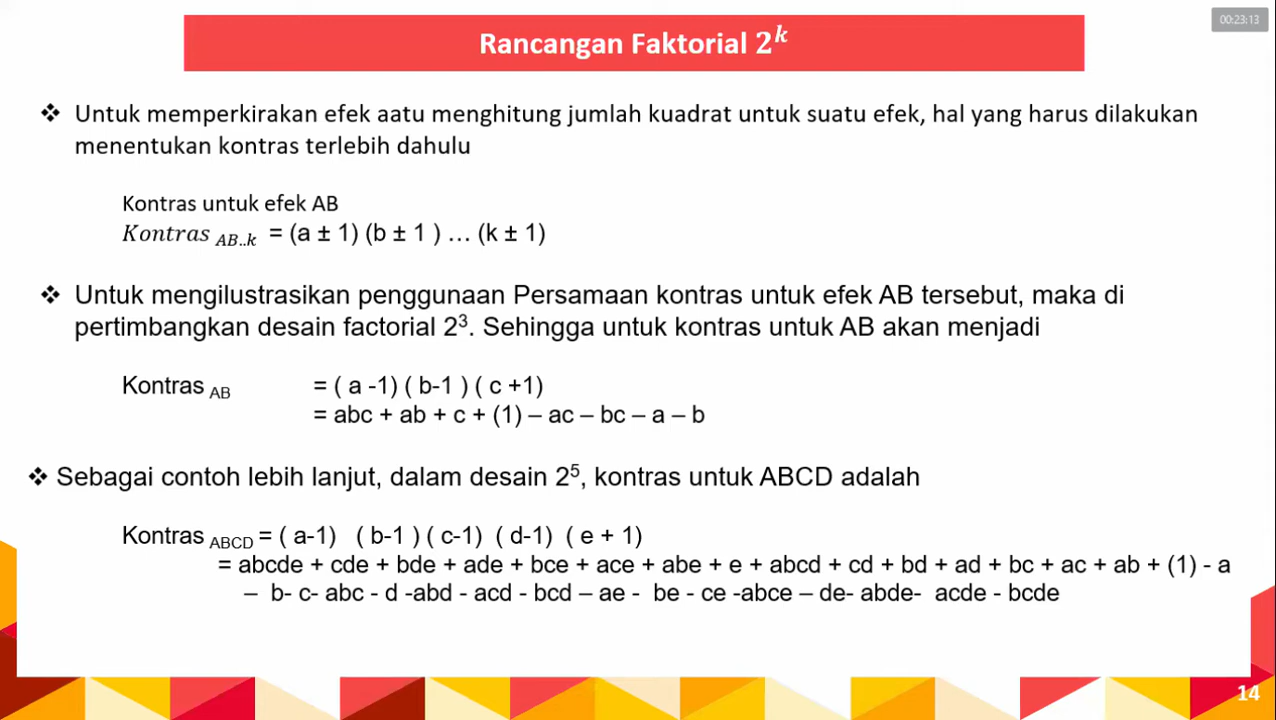 00:23:13
Rancangan Faktorial 2^k
❖ Untuk memperkirakan efek aatu menghitung jumlah kuadrat untuk suatu efek, hal yang harus dilakukan
menentukan kontras terlebih dahulu
Kontras untuk efek AB
Kontras AB..k = (a ± 1) (b ± 1 ) … (k ± 1)
❖ Untuk mengilustrasikan penggunaan Persamaan kontras untuk efek AB tersebut, maka di
pertimbangkan desain factorial 2³. Sehingga untuk kontras untuk AB akan menjadi
Kontras AB = ( a -1) ( b-1 ) ( c +1)
= abc + ab + c + (1) – ac – bc – a – b
❖ Sebagai contoh lebih lanjut, dalam desain 2⁵, kontras untuk ABCD adalah
Kontras ABCD = ( a-1) ( b-1 ) ( c-1) ( d-1) ( e + 1)
= abcde + cde + bde + ade + bce + ace + abe + e + abcd + cd + bd + ad + bc + ac + ab + (1) - a
– b- c- abc - d -abd - acd - bcd – ae - be - ce -abce – de- abde- acde - bcde
14